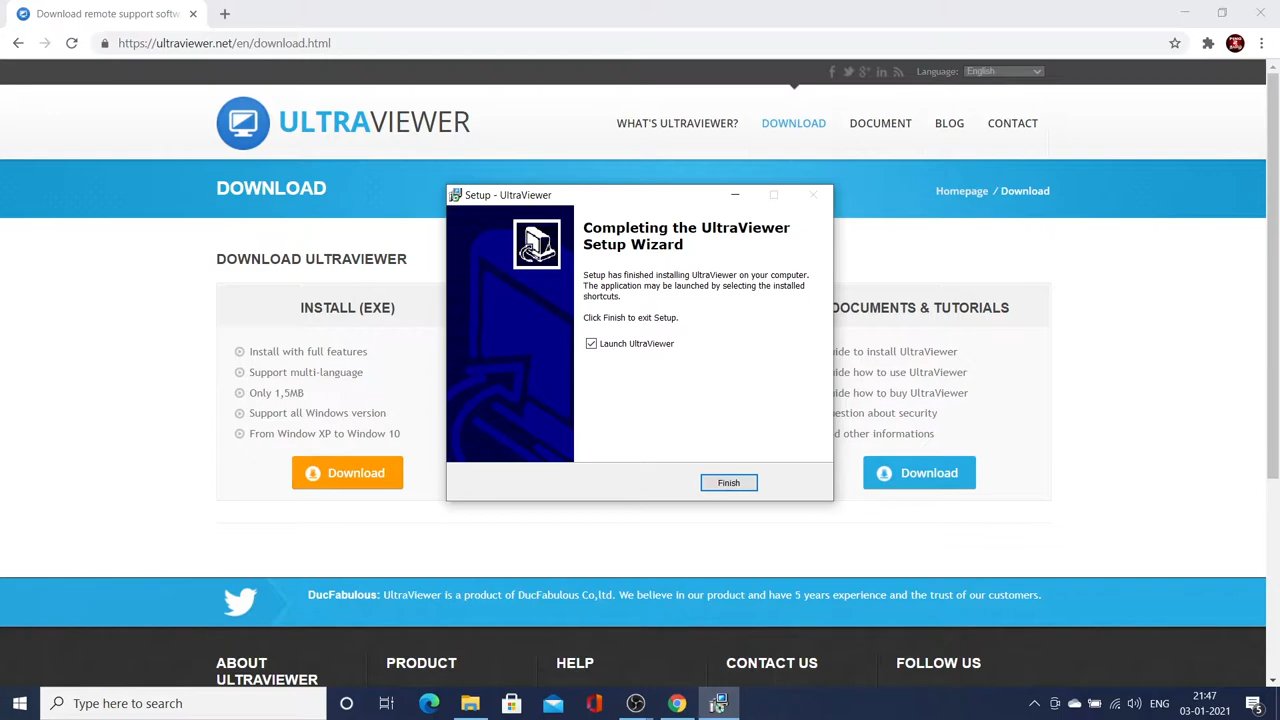 Download remote support softw
https://ultraviewer.net/en/download.html
Language: English
ULTRAVIEWER
WHAT'S ULTRAVIEWER? DOWNLOAD DOCUMENT BLOG CONTACT
DOWNLOAD
Homepage / Download
Setup - UltraViewer
Completing the UltraViewer
Setup Wizard
Setup has finished installing UltraViewer on your computer.
The application may be launched by selecting the installed
shortcuts.
Click Finish to exit Setup.
Launch UltraViewer
Finish
DOWNLOAD ULTRAVIEWER
INSTALL (EXE)
Install with full features
Support multi-language
Only 1,5MB
Support all Windows version
From Window XP to Window 10
Download
DOCUMENTS & TUTORIALS
ide to install UltraViewer
ide how to use UltraViewer
ide how to buy UltraViewer
estion about security
d other informations
Download
DucFabulous: UltraViewer is a product of DucFabulous Co,ltd. We believe in our product and have 5 years experience and the trust of our customers.
ABOUT
ULTRAVIEWER
PRODUCT
HELP
CONTACT US
FOLLOW US
Type here to search
ENG
21:47
03-01-2021
5